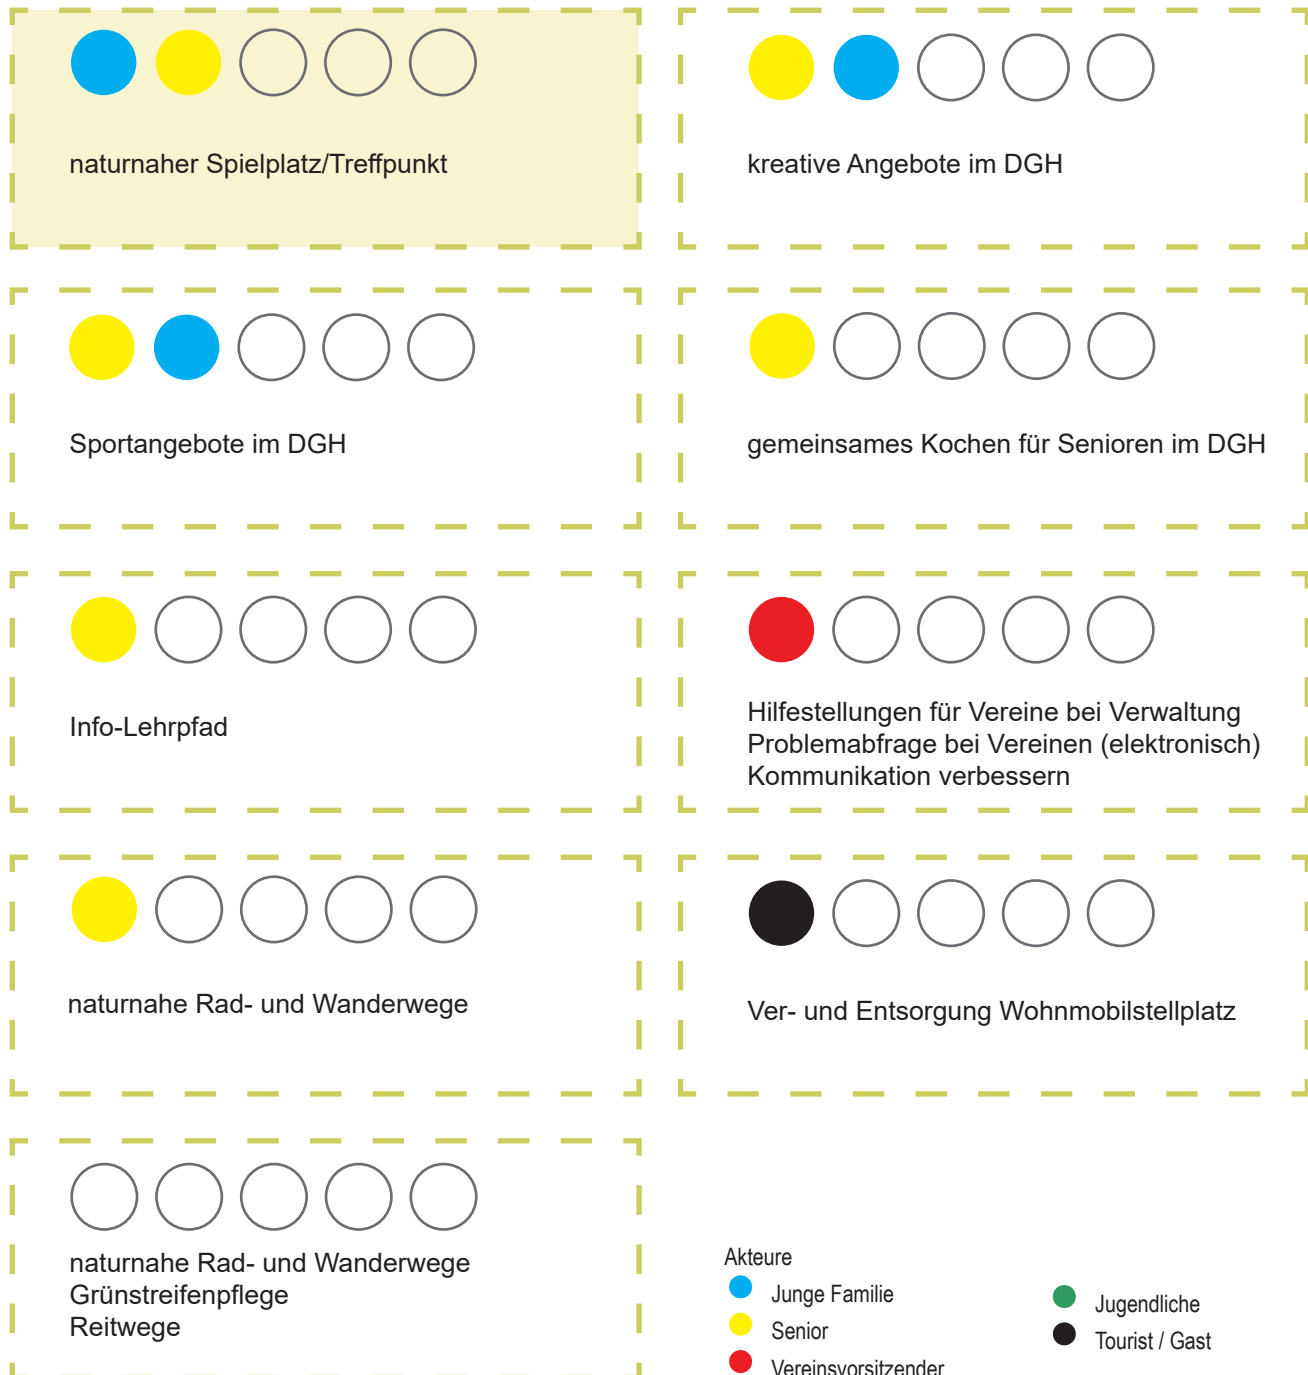 naturnaher Spielplatz/Treffpunkt
kreative Angebote im DGH
Sportangebote im DGH
gemeinsames Kochen für Senioren im DGH
Info-Lehrpfad
Hilfestellungen für Vereine bei Verwaltung
Problemabfrage bei Vereinen (elektronisch)
Kommunikation verbessern
naturnahe Rad- und Wanderwege
Ver- und Entsorgung Wohnmobilstellplatz
naturnahe Rad- und Wanderwege
Grünstreifenpflege
Reitwege
Akteure
Junge Familie
Senior
Vereinsvorsitzender
Jugendliche
Tourist / Gast